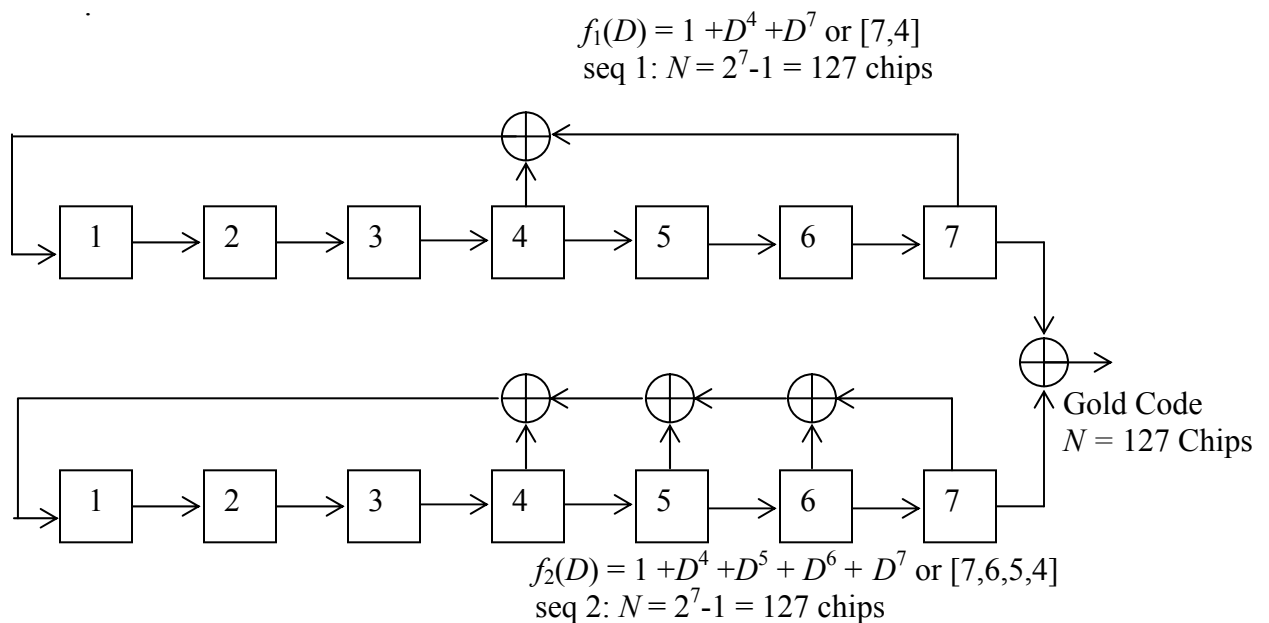 f₁(D) = 1 +D⁴ +D⁷ or [7,4]
seq 1: N = 2⁷-1 = 127 chips
1 2 3 4 5 6 7
Gold Code
N = 127 Chips
1 2 3 4 5 6 7
f₂(D) = 1 +D⁴ +D⁵ + D⁶ + D⁷ or [7,6,5,4]
seq 2: N = 2⁷-1 = 127 chips